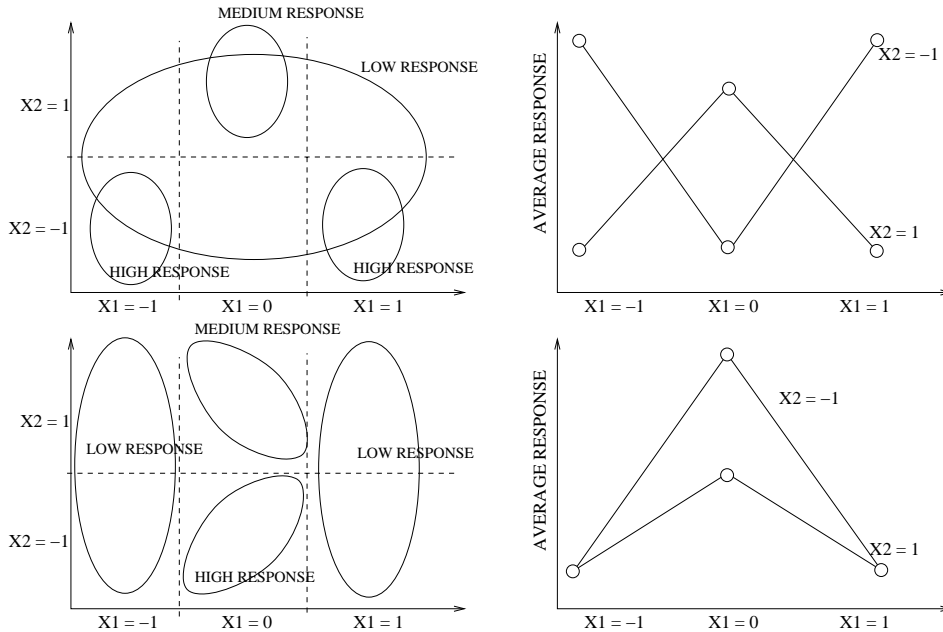 MEDIUM RESPONSE
LOW RESPONSE
X2 = 1
X2 = −1
HIGH RESPONSE
HIGH RESPONSE
X1 = −1
X1 = 0
X1 = 1
AVERAGE RESPONSE
X2 = −1
X2 = 1
X1 = −1
X1 = 0
X1 = 1
MEDIUM RESPONSE
X2 = 1
LOW RESPONSE
LOW RESPONSE
X2 = −1
HIGH RESPONSE
X1 = −1
X1 = 0
X1 = 1
AVERAGE RESPONSE
X2 = −1
X2 = 1
X1 = −1
X1 = 0
X1 = 1